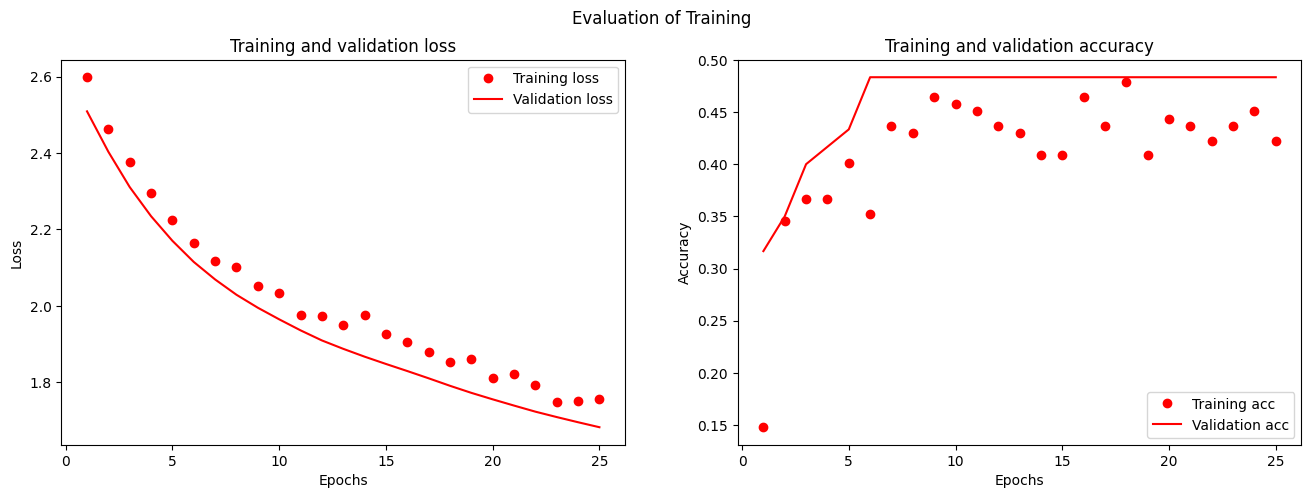 Evaluation of Training
Training and validation loss
Training loss
Validation loss
2.6
2.4
2.2
2.0
1.8
Loss
0 5 10 15 20 25
Epochs
Training and validation accuracy
0.50
0.45
0.40
0.35
0.30
0.25
0.20
0.15
Accuracy
Training acc
Validation acc
0 5 10 15 20 25
Epochs